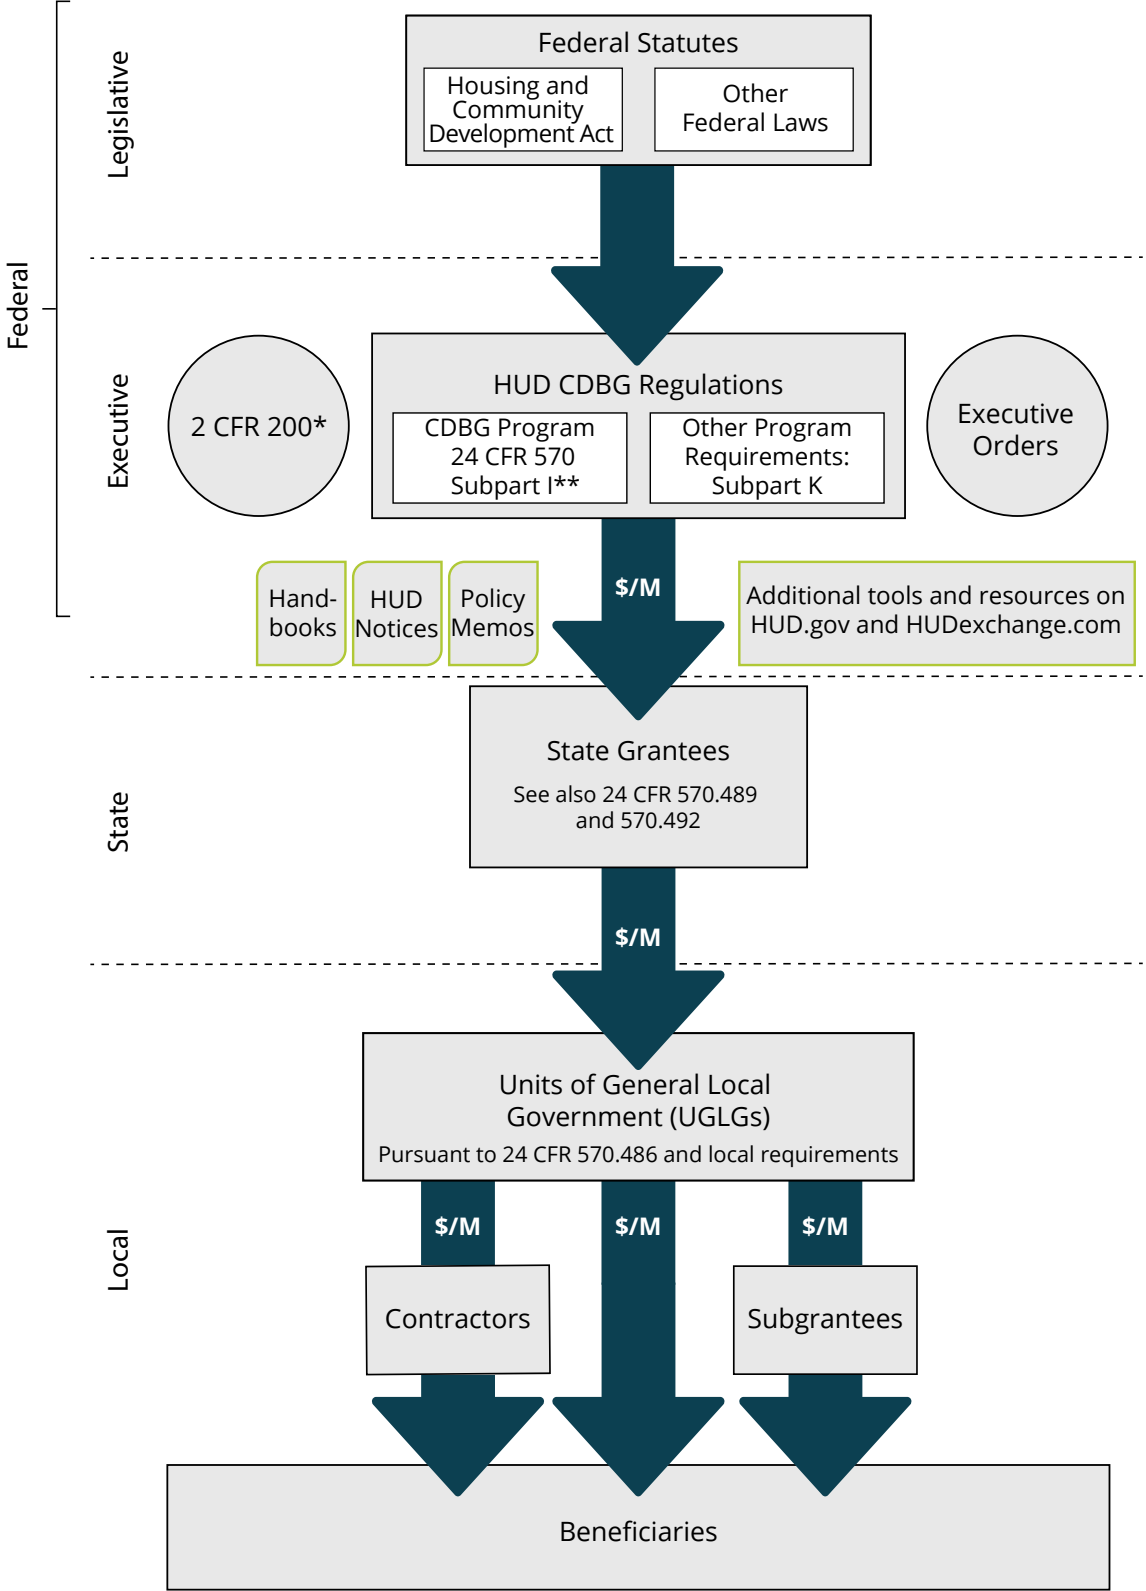 Federal
Legislative
Federal Statutes
Housing and
Community
Development Act
Other
Federal Laws
Executive
2 CFR 200*
HUD CDBG Regulations
CDBG Program
24 CFR 570
Subpart I**
Other Program
Requirements:
Subpart K
Executive
Orders
Hand-
books
HUD
Notices
Policy
Memos
$/M
Additional tools and resources on
HUD.gov and HUDexchange.com
State
State Grantees
See also 24 CFR 570.489
and 570.492
$/M
Local
Units of General Local
Government (UGLGs)
Pursuant to 24 CFR 570.486 and local requirements
$/M
$/M
$/M
Contractors
Subgrantees
Beneficiaries